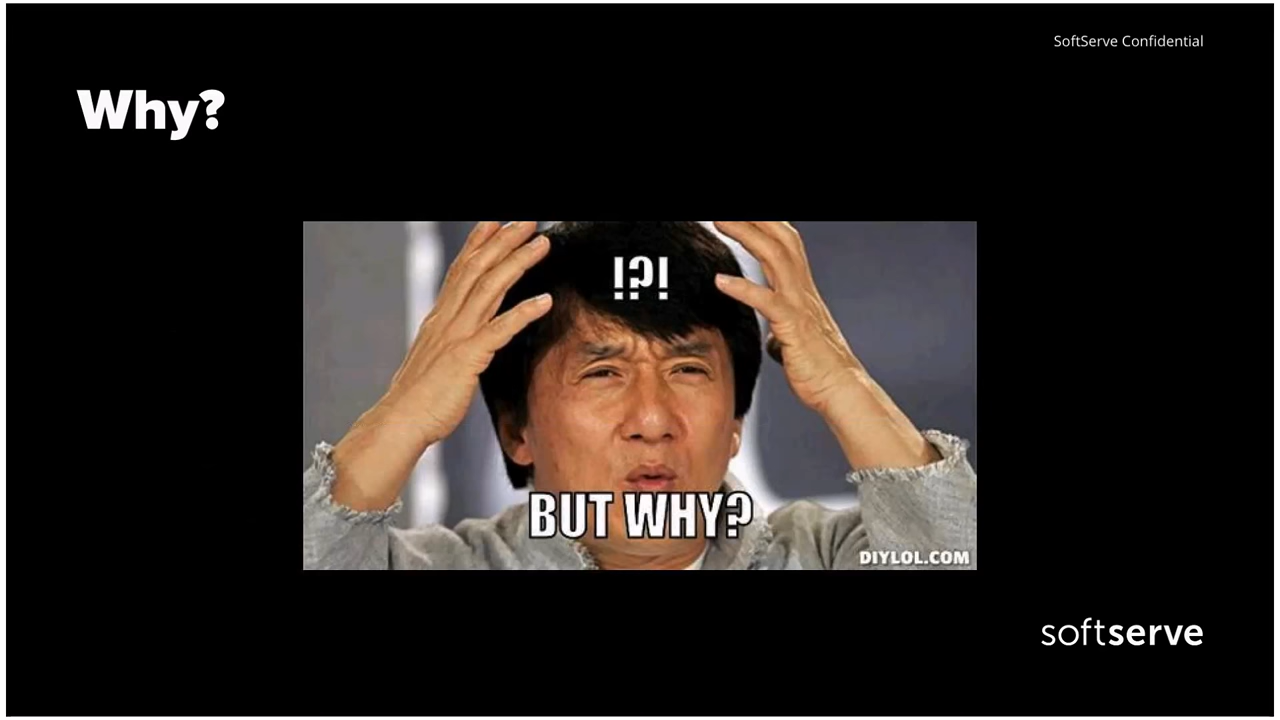 SoftServe Confidential
Why?
!?!
BUT WHY?
DIYLOL.COM
softserve